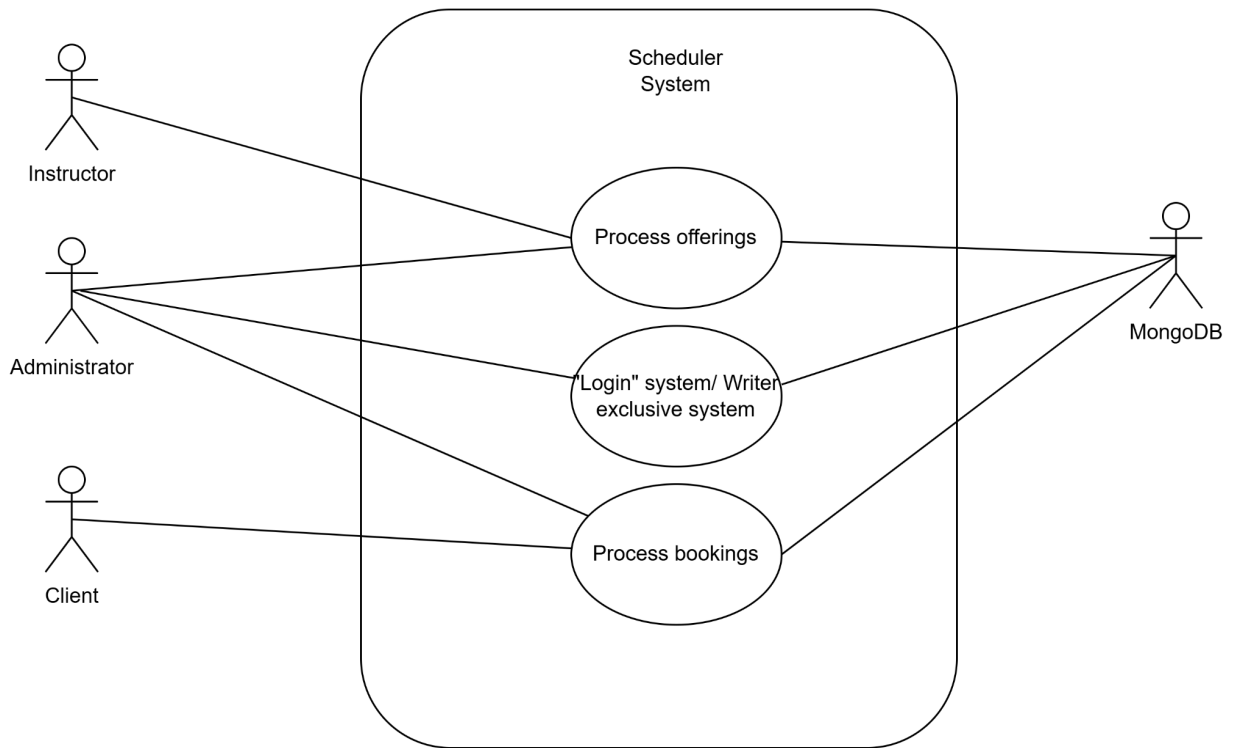 Scheduler
System
Instructor
Process offerings
MongoDB
Administrator
"Login" system/ Writer
exclusive system
Process bookings
Client